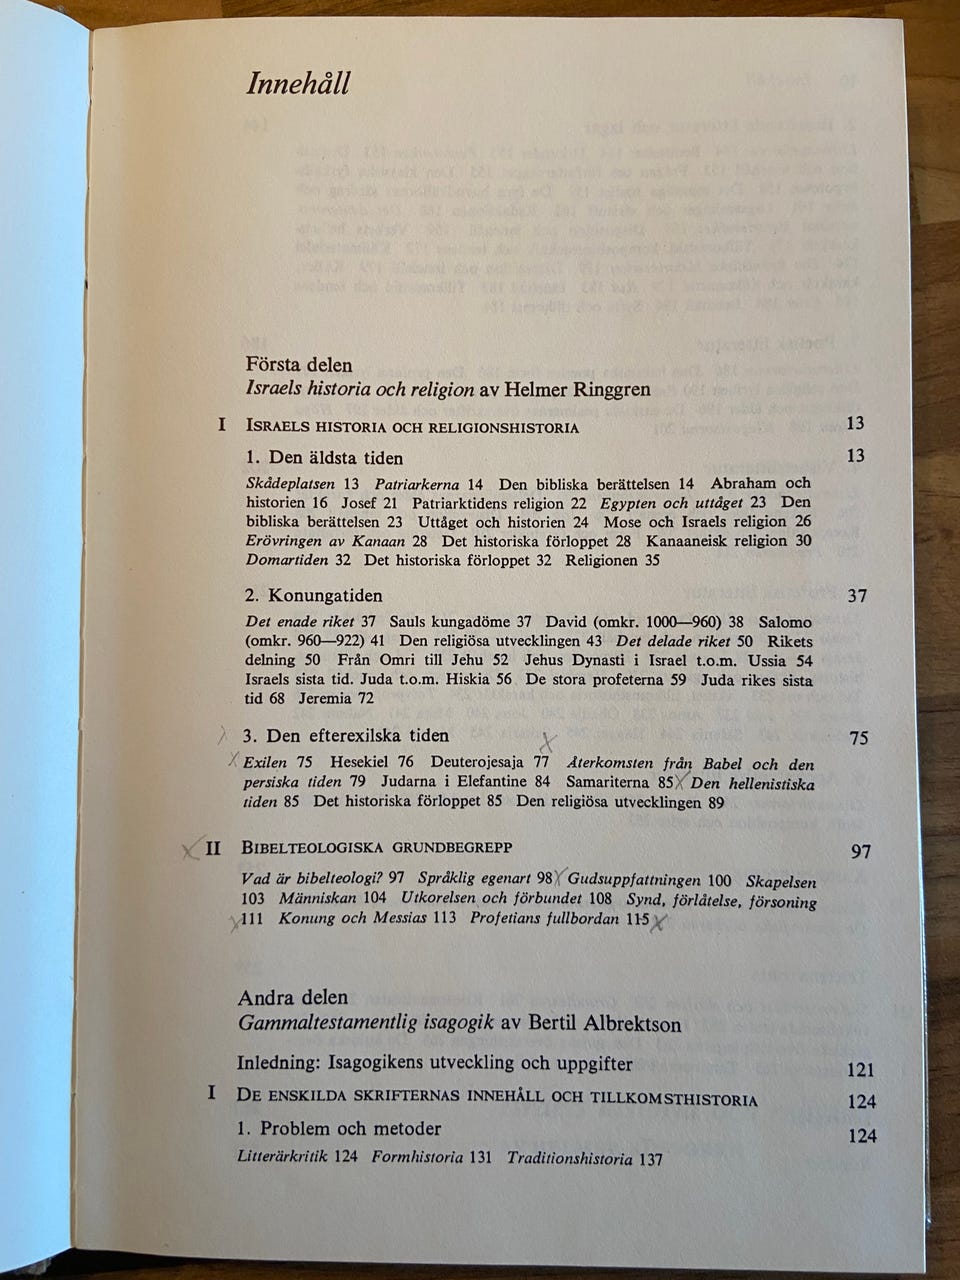 Innehåll
Första delen
Israels historia och religion av Helmer Ringgren
I ISRAELS HISTORIA OCH RELIGIONSHISTORIA 13
1. Den äldsta tiden 13
Skådeplatsen 13 Patriarkerna 14 Den bibliska berättelsen 14 Abraham och
historien 16 Josef 21 Patriarktidens religion 22 Egypten och uttåget 23 Den
bibliska berättelsen 23 Uttåget och historien 24 Mose och Israels religion 26
Erövringen av Kanaan 28 Det historiska förloppet 28 Kanaaneisk religion 30
Domartiden 32 Det historiska förloppet 32 Religionen 35
2. Konungatiden 37
Det enade riket 37 Sauls kungadöme 37 David (omkr. 1000—960) 38 Salomo
(omkr. 960—922) 41 Den religiösa utvecklingen 43 Det delade riket 50 Rikets
delning 50 Från Omri till Jehu 52 Jehus Dynasti i Israel t.o.m. Ussia 54
Israels sista tid. Juda t.o.m. Hiskia 56 De stora profeterna 59 Juda rikes sista
tid 68 Jeremia 72
3. Den efterexilska tiden 75
Exilen 75 Hesekiel 76 Deuterojesaja 77 Återkomsten från Babel och den
persiska tiden 79 Judarna i Elefantine 84 Samariterna 85 Den hellenistiska
tiden 85 Det historiska förloppet 85 Den religiösa utvecklingen 89
II BIBELTEOLOGISKA GRUNDBEGREPP 97
Vad är bibelteologi? 97 Språklig egenart 98 Gudsuppfattningen 100 Skapelsen
103 Människan 104 Utkorelsen och förbundet 108 Synd, förlåtelse, försoning
111 Konung och Messias 113 Profetians fullbordan 115
Andra delen
Gammaltestamentlig isagogik av Bertil Albrektson
Inledning: Isagogikens utveckling och uppgifter 121
I DE ENSKILDA SKRIFTERNAS INNEHÅLL OCH TILLKOMSTHISTORIA 124
1. Problem och metoder 124
Litterärkritik 124 Formhistoria 131 Traditionshistoria 137